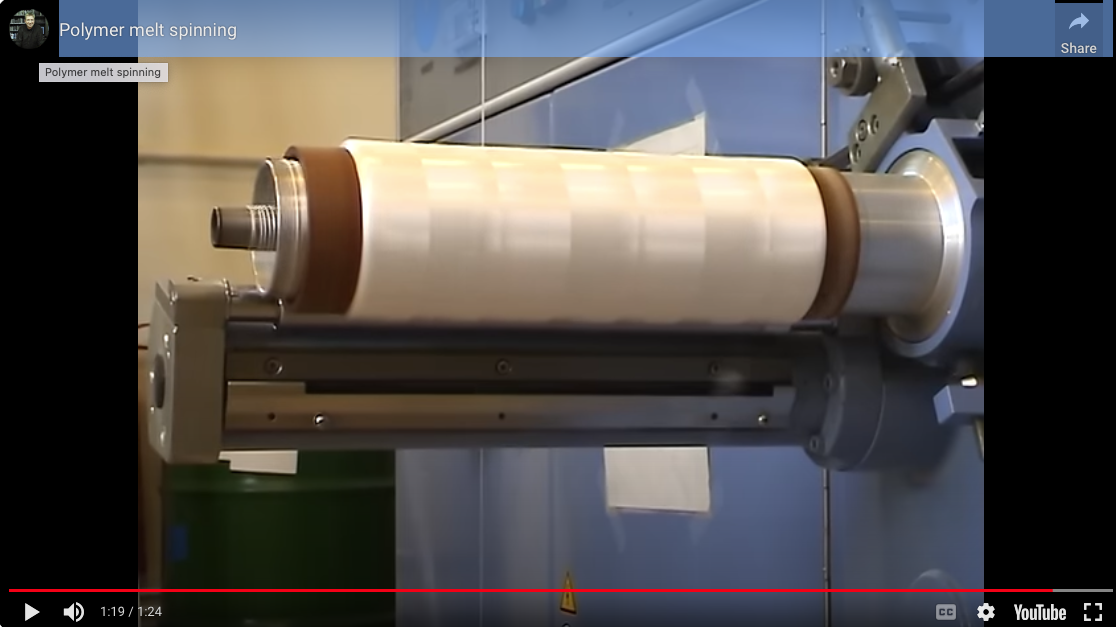 Polymer melt spinning
Share
Polymer melt spinning
1:19 / 1:24
CC
YouTube